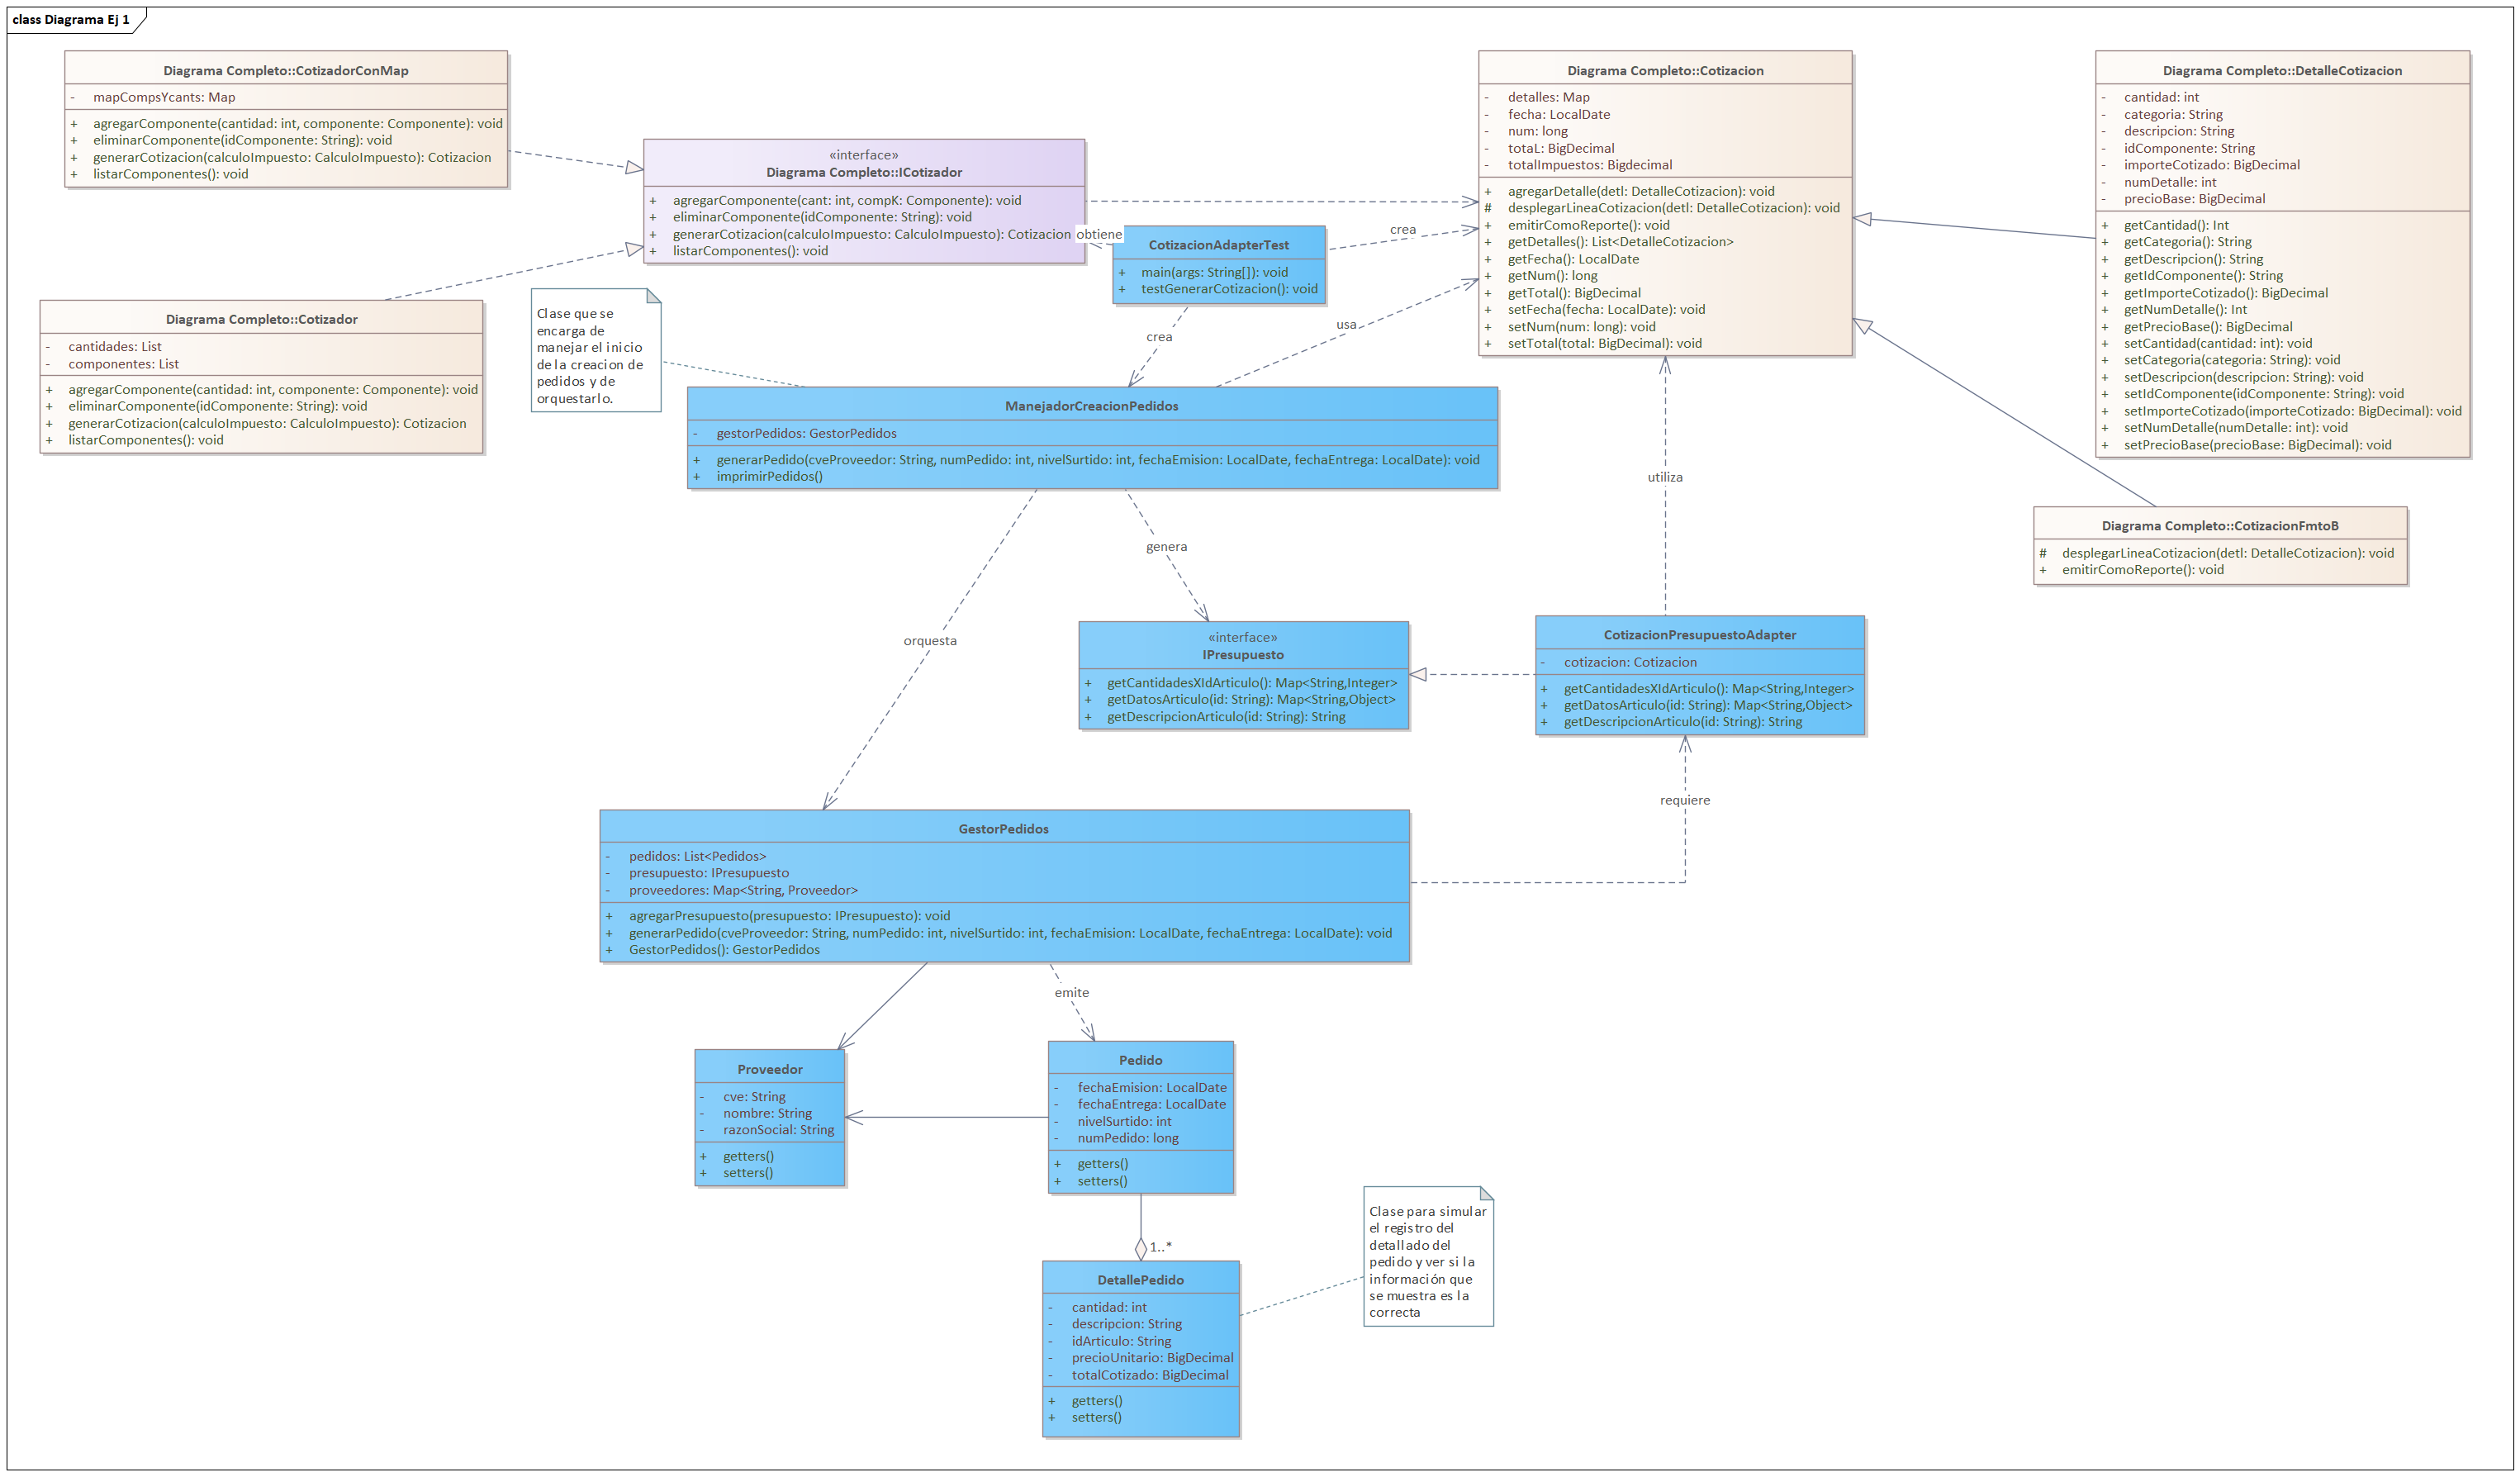 class Diagrama Ej 1
Diagrama Completo::CotizadorConMap
- mapCompsYcants: Map
+ agregarComponente(cantidad: int, componente: Componente): void
+ eliminarComponente(idComponente: String): void
+ generarCotizacion(calculoImpuesto: CalculoImpuesto): Cotizacion
+ listarComponentes(): void
«interface»
Diagrama Completo::ICotizador
+ agregarComponente(cant: int, compK: Componente): void
+ eliminarComponente(idComponente: String): void
+ generarCotizacion(calculoImpuesto: CalculoImpuesto): Cotizacion
+ listarComponentes(): void
obtiene
CotizacionAdapterTest
+ main(args: String[]): void
+ testGenerarCotizacion(): void
crea
crea
usa
Diagrama Completo::Cotizacion
- detalles: Map
- fecha: LocalDate
- num: long
- totaL: BigDecimal
- totalImpuestos: Bigdecimal
+ agregarDetalle(detl: DetalleCotizacion): void
# desplegarLineaCotizacion(detl: DetalleCotizacion): void
+ emitirComoReporte(): void
+ getDetalles(): List<DetalleCotizacion>
+ getFecha(): LocalDate
+ getNum(): long
+ getTotal(): BigDecimal
+ setFecha(fecha: LocalDate): void
+ setNum(num: long): void
+ setTotal(total: BigDecimal): void
Diagrama Completo::DetalleCotizacion
- cantidad: int
- categoria: String
- descripcion: String
- idComponente: String
- importeCotizado: BigDecimal
- numDetalle: int
- precioBase: BigDecimal
+ getCantidad(): Int
+ getCategoria(): String
+ getDescripcion(): String
+ getIdComponente(): String
+ getImporteCotizado(): BigDecimal
+ getNumDetalle(): Int
+ getPrecioBase(): BigDecimal
+ setCantidad(cantidad: int): void
+ setCategoria(categoria: String): void
+ setDescripcion(descripcion: String): void
+ setIdComponente(idComponente: String): void
+ setImporteCotizado(importeCotizado: BigDecimal): void
+ setNumDetalle(numDetalle: int): void
+ setPrecioBase(precioBase: BigDecimal): void
Diagrama Completo::Cotizador
- cantidades: List
- componentes: List
+ agregarComponente(cantidad: int, componente: Componente): void
+ eliminarComponente(idComponente: String): void
+ generarCotizacion(calculoImpuesto: CalculoImpuesto): Cotizacion
+ listarComponentes(): void
Clase que se
encarga de
manejar el inicio
de la creacion de
pedidos y de
orquestarlo.
ManejadorCreacionPedidos
- gestorPedidos: GestorPedidos
+ generarPedido(cveProveedor: String, numPedido: int, nivelSurtido: int, fechaEmision: LocalDate, fechaEntrega: LocalDate): void
+ imprimirPedidos()
utiliza
Diagrama Completo::CotizacionFmtoB
# desplegarLineaCotizacion(detl: DetalleCotizacion): void
+ emitirComoReporte(): void
genera
orquesta
«interface»
IPresupuesto
+ getCantidadesXIdArticulo(): Map<String,Integer>
+ getDatosArticulo(id: String): Map<String,Object>
+ getDescripcionArticulo(id: String): String
CotizacionPresupuestoAdapter
- cotizacion: Cotizacion
+ getCantidadesXIdArticulo(): Map<String,Integer>
+ getDatosArticulo(id: String): Map<String,Object>
+ getDescripcionArticulo(id: String): String
requiere
GestorPedidos
- pedidos: List<Pedidos>
- presupuesto: IPresupuesto
- proveedores: Map<String, Proveedor>
+ agregarPresupuesto(presupuesto: IPresupuesto): void
+ generarPedido(cveProveedor: String, numPedido: int, nivelSurtido: int, fechaEmision: LocalDate, fechaEntrega: LocalDate): void
+ GestorPedidos(): GestorPedidos
emite
Proveedor
- cve: String
- nombre: String
- razonSocial: String
+ getters()
+ setters()
Pedido
- fechaEmision: LocalDate
- fechaEntrega: LocalDate
- nivelSurtido: int
- numPedido: long
+ getters()
+ setters()
1..*
DetallePedido
- cantidad: int
- descripcion: String
- idArticulo: String
- precioUnitario: BigDecimal
- totalCotizado: BigDecimal
+ getters()
+ setters()
Clase para simular
el registro del
detallado del
pedido y ver si la
información que
se muestra es la
correcta